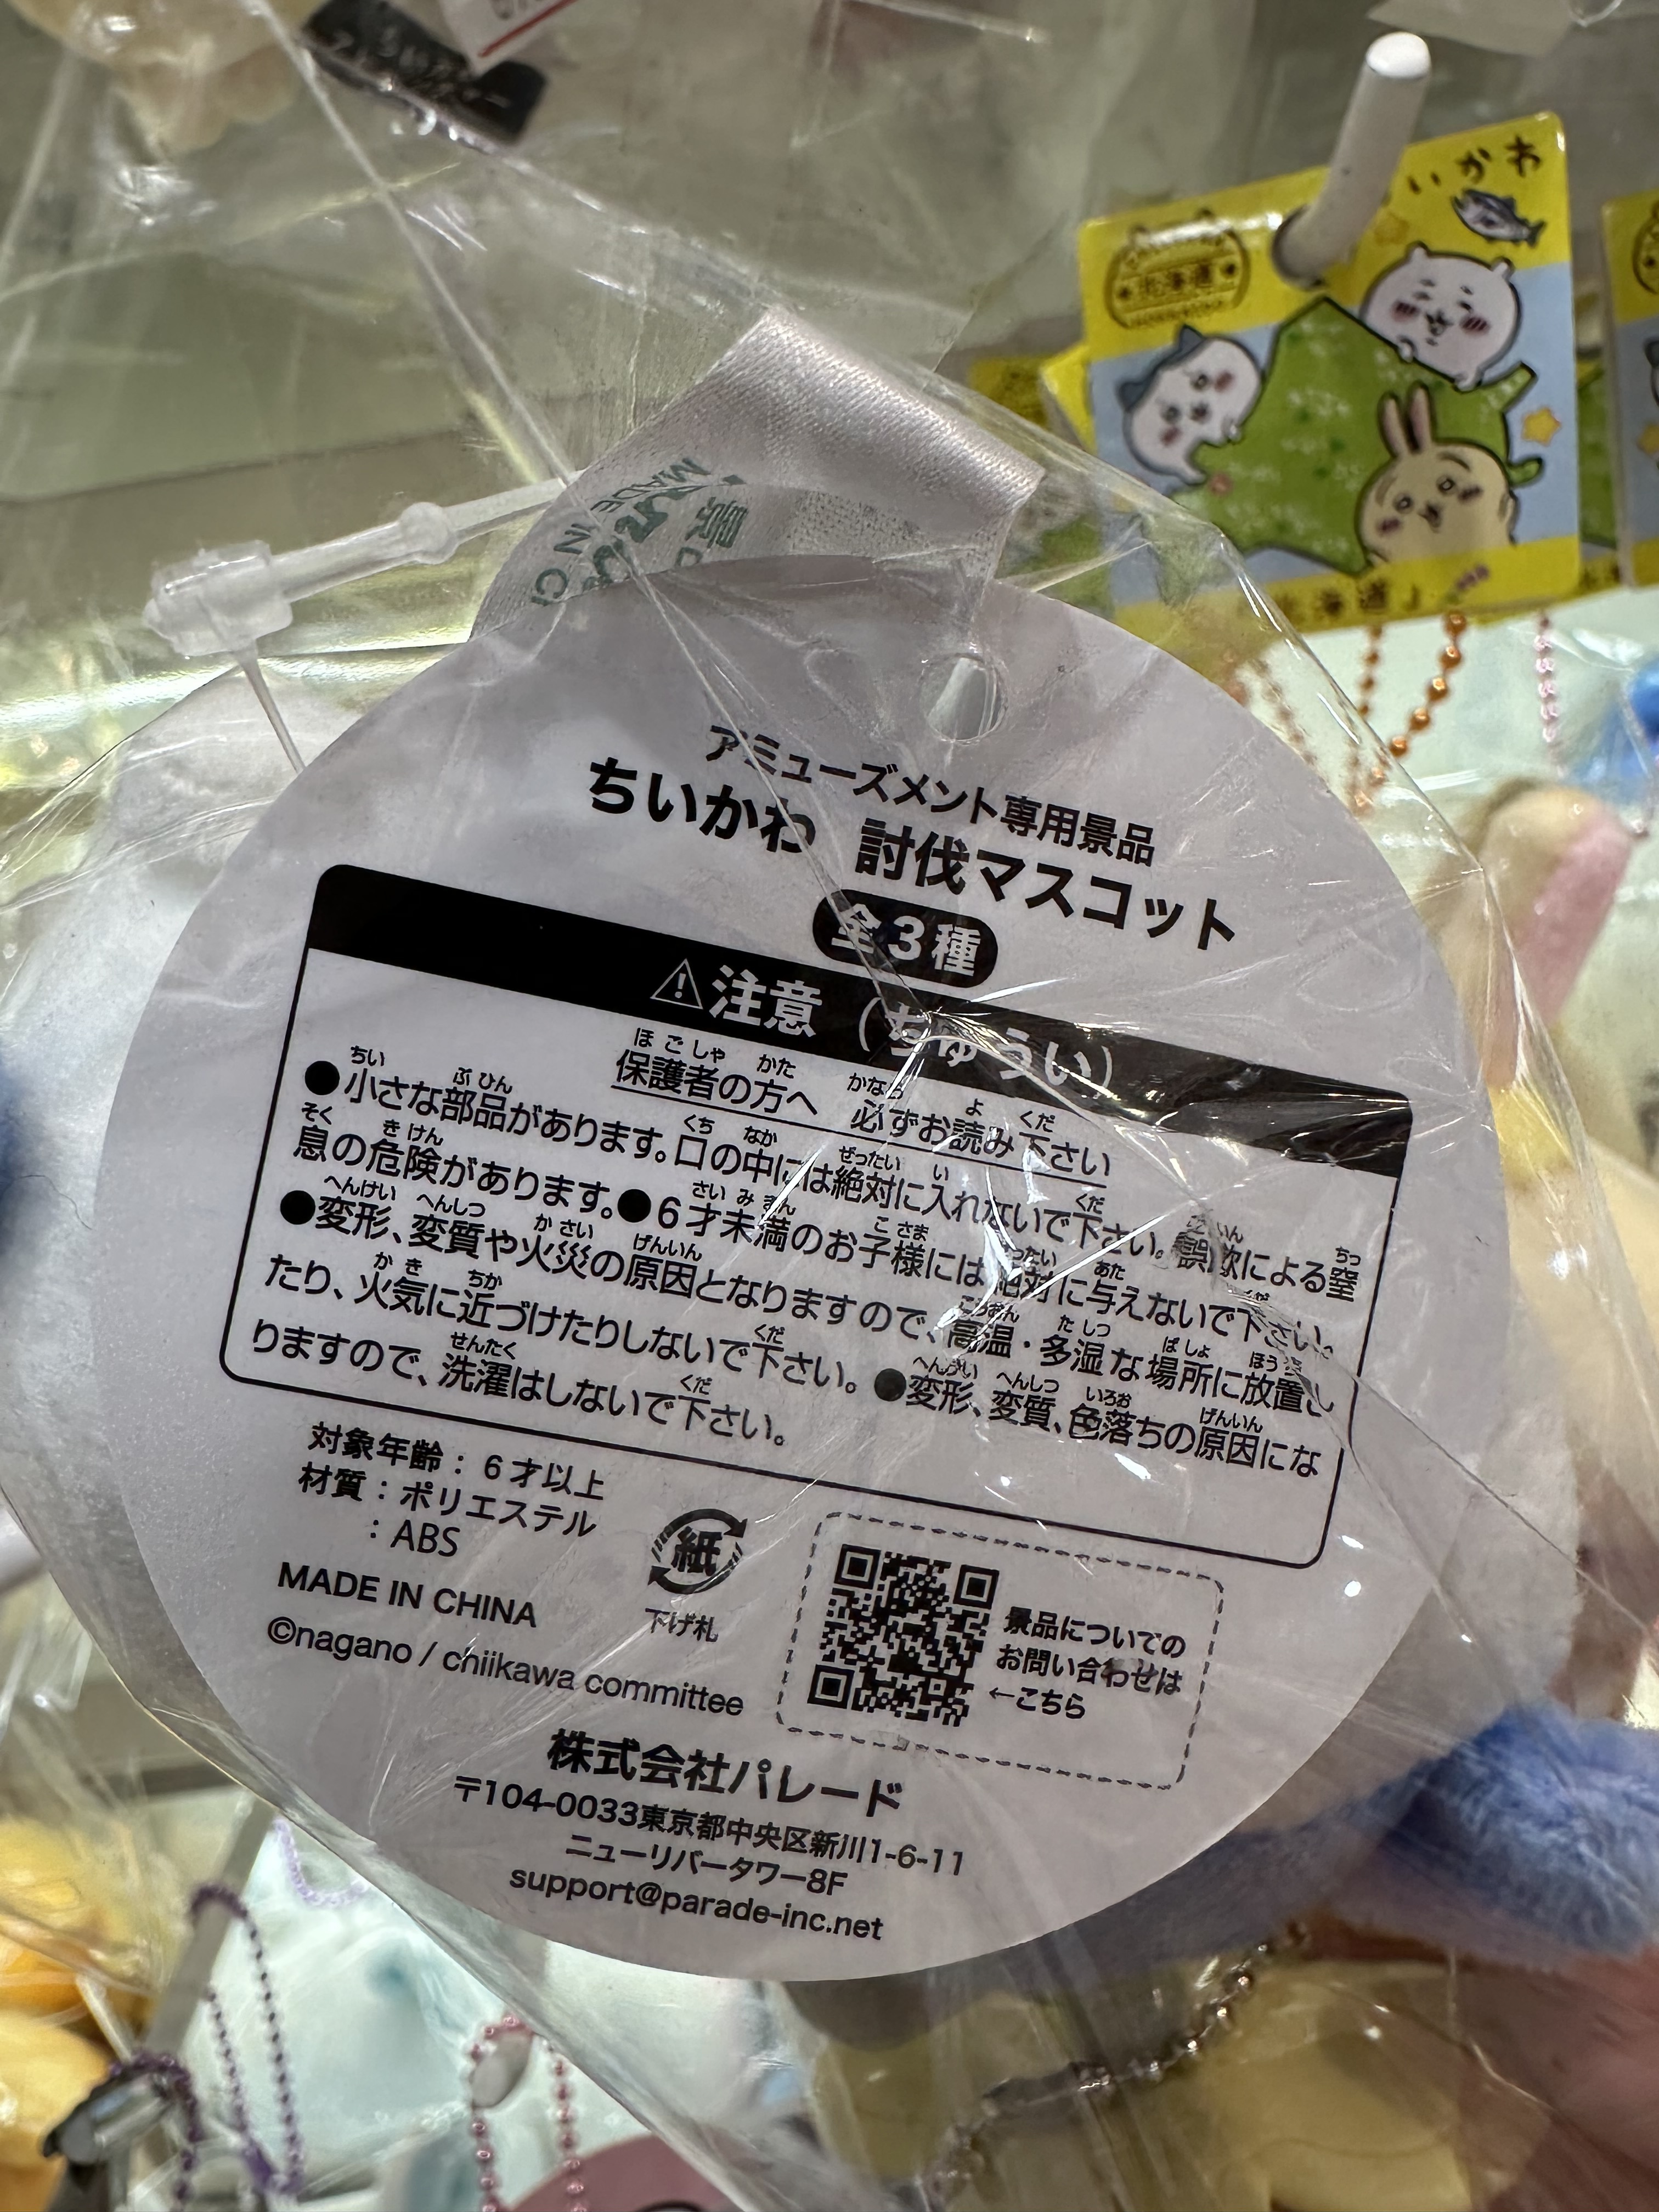 いかわ
北海道
MADE IN CH
アミューズメント専用景品
ちいかわ 討伐マスコット
全3種
⚠注意（ちゅうい）
保護者の方へ 必ずお読み下さい
●小さな部品があります。口の中には絶対に入れないで下さい。誤飲による窒
息の危険があります。●6才未満のお子様には絶対に与えないで下さい。
●変形、変質や火災の原因となりますので、高温・多湿な場所に放置し
たり、火気に近づけたりしないで下さい。●変形、変質、色落ちの原因にな
りますので、洗濯はしないで下さい。
対象年齢：6才以上
材質：ポリエステル
：ABS
MADE IN CHINA
©nagano / chiikawa committee
紙
下げ札
景品についての
お問い合わせは
←こちら
株式会社パレード
〒104-0033東京都中央区新川1-6-11
ニューリバータワー8F
support@parade-inc.net